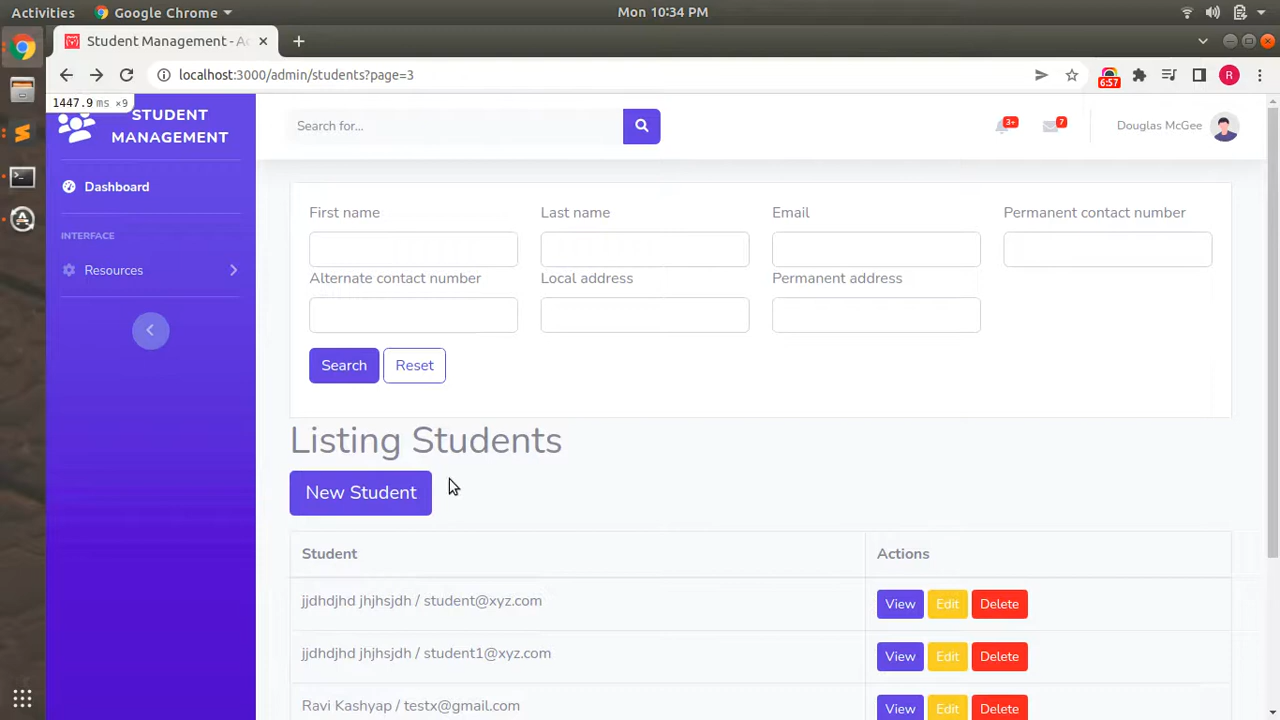 Activities
Google Chrome
Mon 10:34 PM
Student Management - A
localhost:3000/admin/students?page=3
6:57
R
1447.9 ms ×9
STUDENT
MANAGEMENT
Search for...
3+
7
Douglas McGee
Dashboard
INTERFACE
Resources
First name
Last name
Email
Permanent contact number
Alternate contact number
Local address
Permanent address
Search
Reset
Listing Students
New Student
Student
Actions
jjdhdjhd jhjhsjdh / student@xyz.com
View
Edit
Delete
jjdhdjhd jhjhsjdh / student1@xyz.com
View
Edit
Delete
Ravi Kashyap / testx@gmail.com
View
Edit
Delete